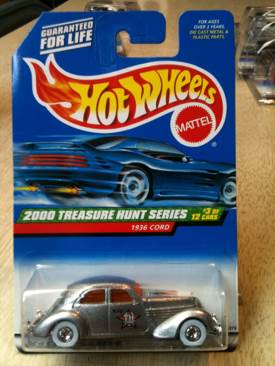 GUARANTEED
FOR LIFE
FOR AGES
OVER 3 YEARS
DIE CAST METAL &
PLASTIC PARTS
HOT WHEELS
MATTEL
2000 TREASURE HUNT SERIES
#3 OF
12 CARS
1936 CORD
TH